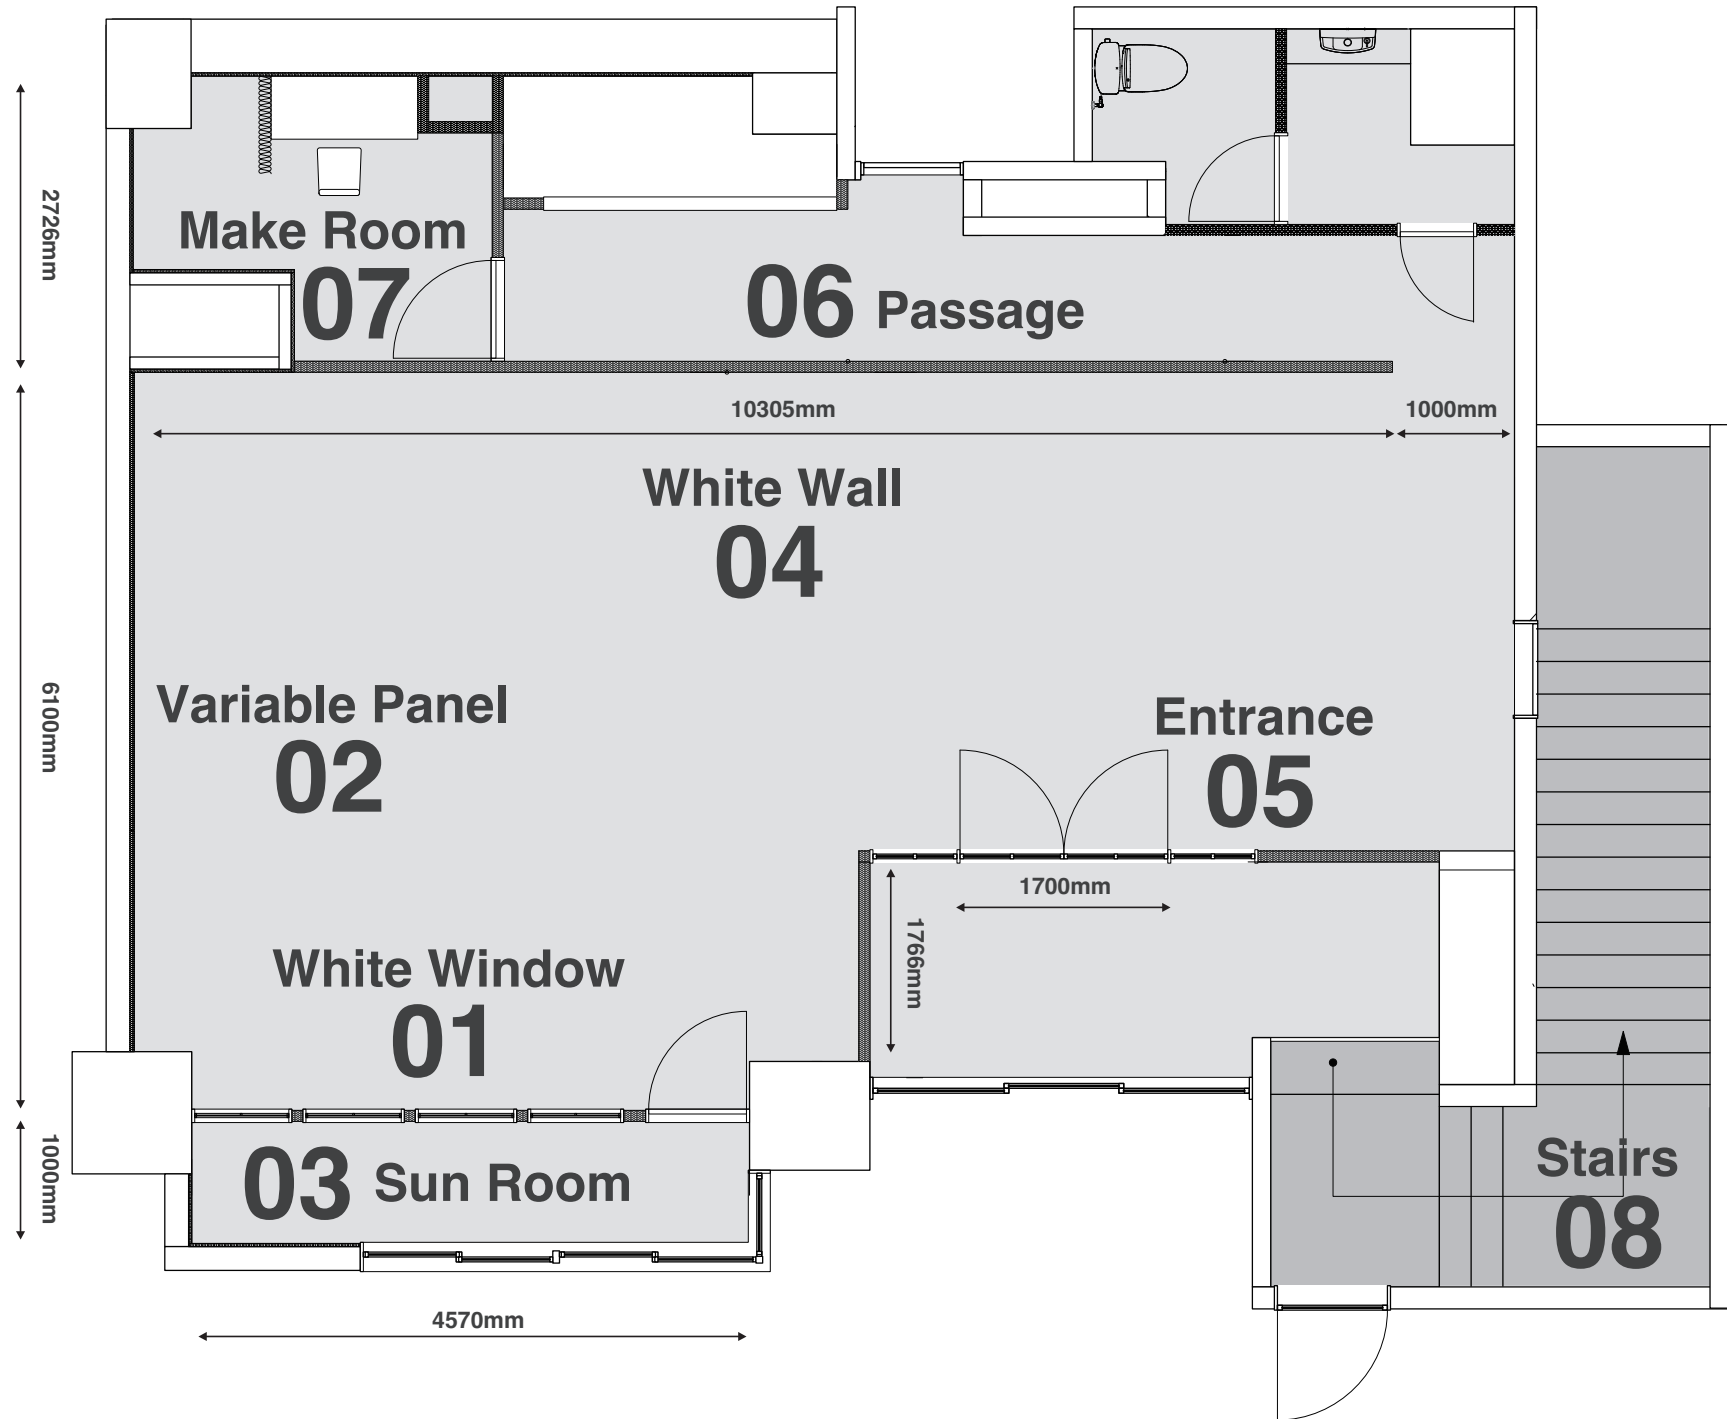 2726mm
Make Room
07
06 Passage
10305mm
1000mm
White Wall
04
6100mm
Variable Panel
02
Entrance
05
1700mm
1766mm
White Window
01
1000mm
03 Sun Room
Stairs
08
4570mm